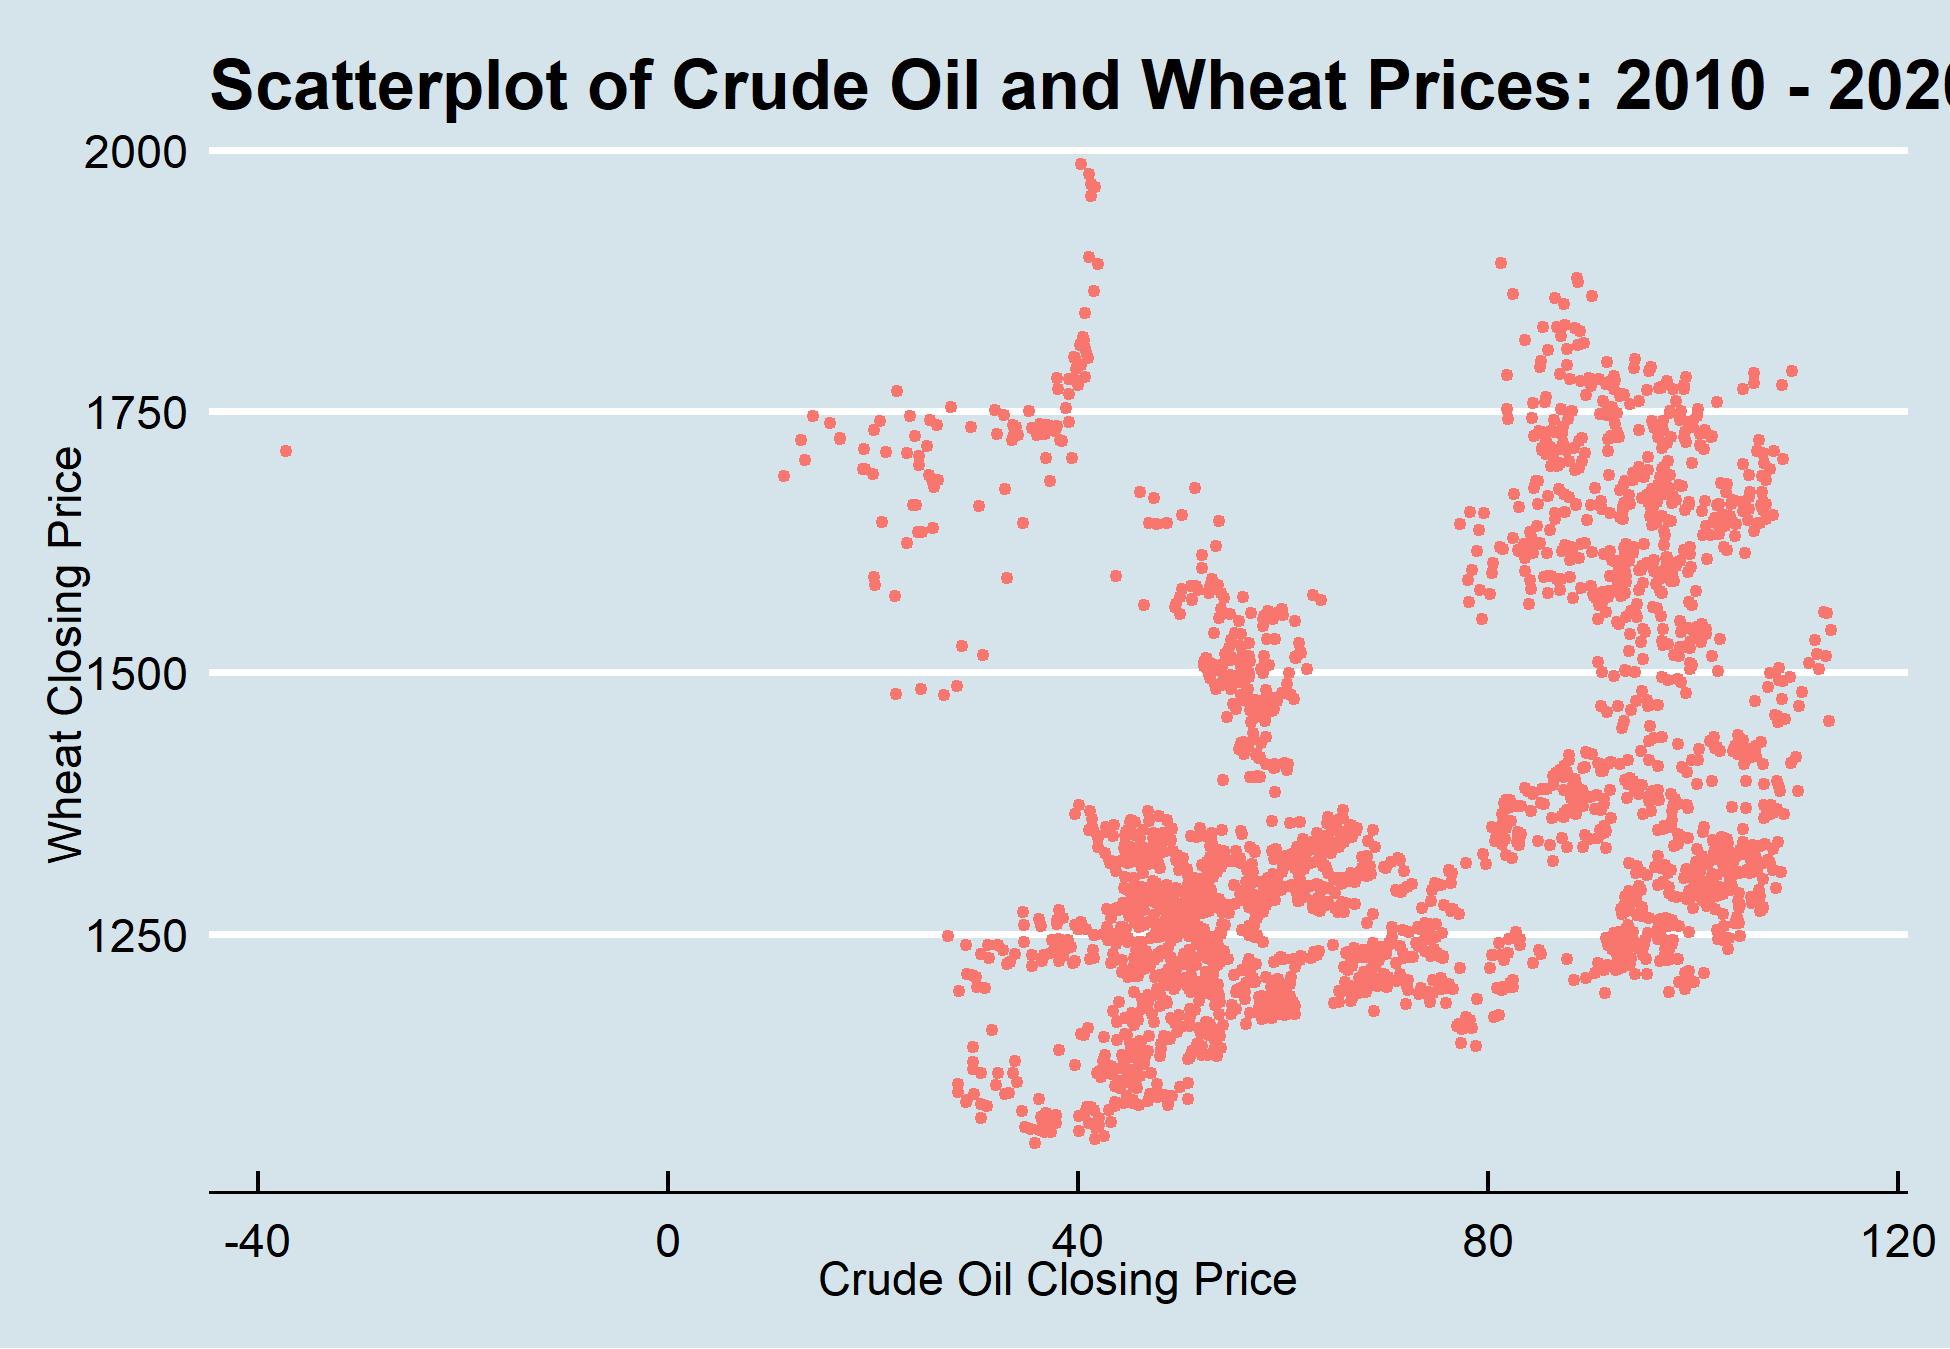 Scatterplot of Crude Oil and Wheat Prices: 2010 - 2020
2000
1750
1500
1250
Wheat Closing Price
-40 0 40 80 120
Crude Oil Closing Price